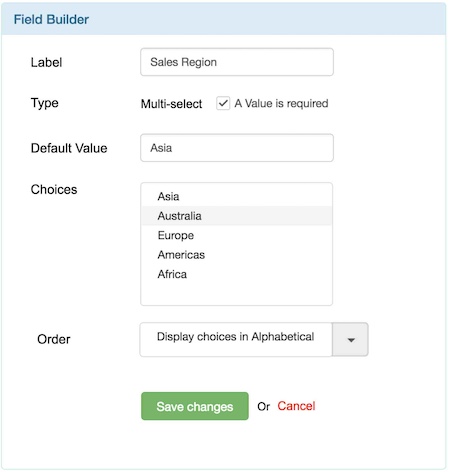 Field Builder
Label Sales Region
Type Multi-select A Value is required
Default Value Asia
Choices
Asia
Australia
Europe
Americas
Africa
Order Display choices in Alphabetical
Save changes Or Cancel